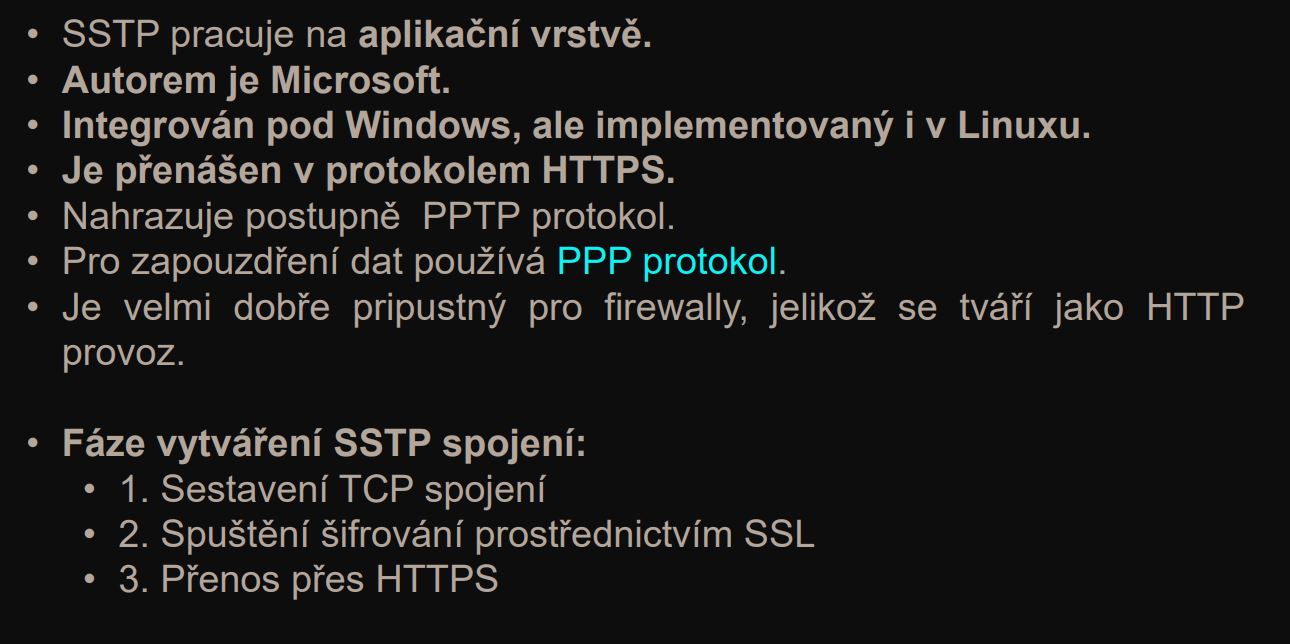 • SSTP pracuje na aplikační vrstvě.
• Autorem je Microsoft.
• Integrován pod Windows, ale implementovaný i v Linuxu.
• Je přenášen v protokolem HTTPS.
• Nahrazuje postupně  PPTP protokol.
• Pro zapouzdření dat používá PPP protokol.
• Je velmi dobře pripustný pro firewally, jelikož se tváří jako HTTP
provoz.
• Fáze vytváření SSTP spojení:
• 1. Sestavení TCP spojení
• 2. Spuštění šifrování prostřednictvím SSL
• 3. Přenos přes HTTPS